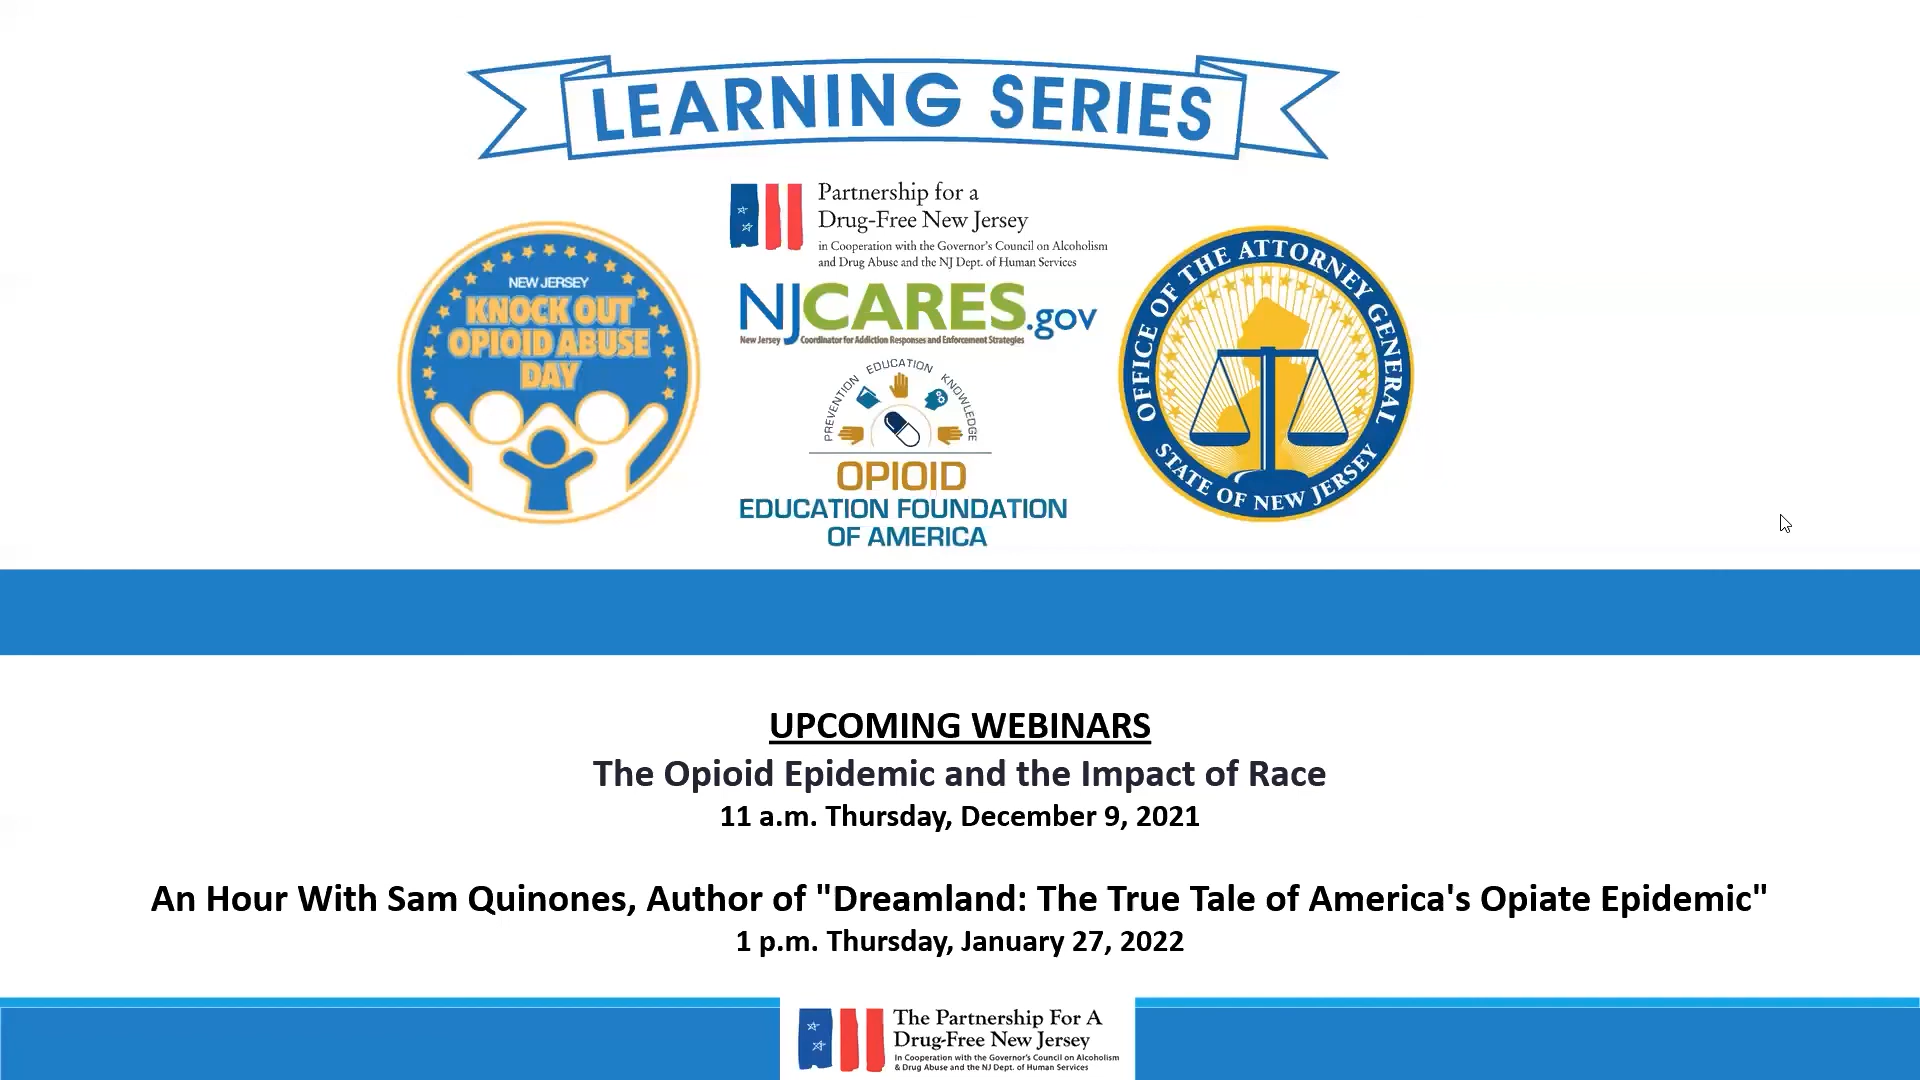 LEARNING SERIES
Partnership for a
Drug-Free New Jersey
in Cooperation with the Governor's Council on Alcoholism
and Drug Abuse and the NJ Dept. of Human Services
NEW JERSEY
KNOCK OUT
OPIOID ABUSE
DAY
NJCARES.gov
New Jersey Coordinator for Addiction Responses and Enforcement Strategies
PREVENTION EDUCATION KNOWLEDGE
OPIOID
EDUCATION FOUNDATION
OF AMERICA
OFFICE OF THE ATTORNEY GENERAL
STATE OF NEW JERSEY
UPCOMING WEBINARS
The Opioid Epidemic and the Impact of Race
11 a.m. Thursday, December 9, 2021
An Hour With Sam Quinones, Author of "Dreamland: The True Tale of America's Opiate Epidemic"
1 p.m. Thursday, January 27, 2022
The Partnership For A
Drug-Free New Jersey
In Cooperation with the Governor's Council on Alcoholism
& Drug Abuse and the NJ Dept. of Human Services